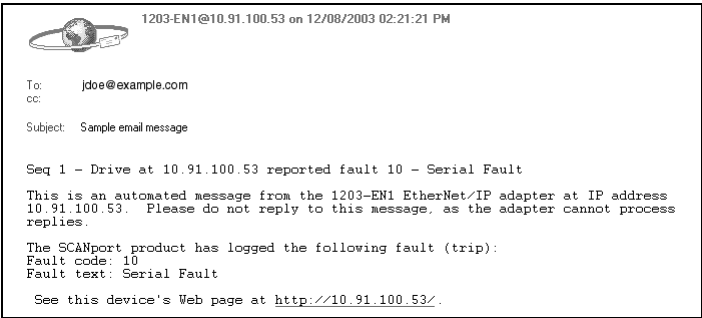 1203-EN1@10.91.100.53 on 12/08/2003 02:21:21 PM
To: jdoe@example.com
cc:
Subject: Sample email message
Seq 1 - Drive at 10.91.100.53 reported fault 10 - Serial Fault
This is an automated message from the 1203-EN1 EtherNet/IP adapter at IP address
10.91.100.53.  Please do not reply to this message, as the adapter cannot process
replies.
The SCANport product has logged the following fault (trip):
Fault code: 10
Fault text: Serial Fault
See this device's Web page at http://10.91.100.53/.